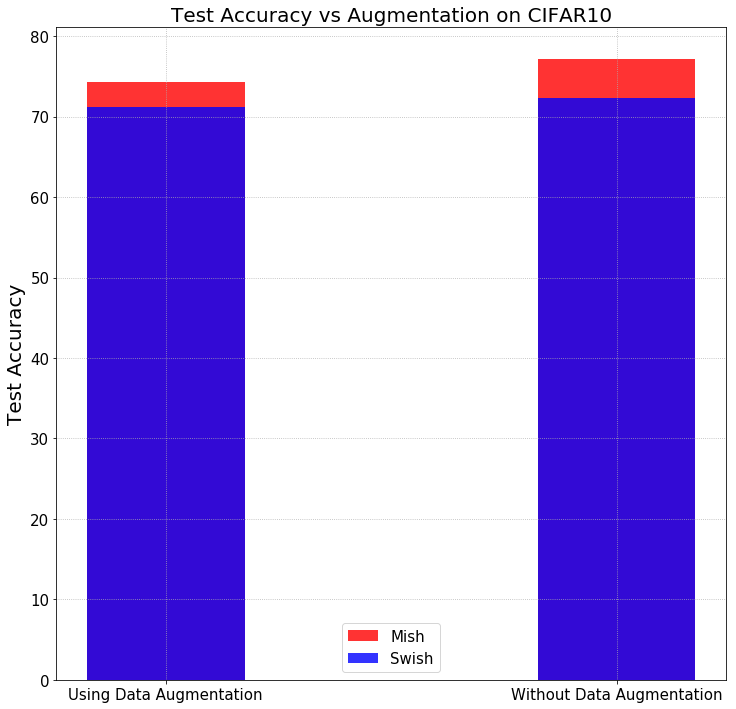 Test Accuracy vs Augmentation on CIFAR10
Test Accuracy
80
70
60
50
40
30
20
10
0
Mish
Swish
Using Data Augmentation
Without Data Augmentation